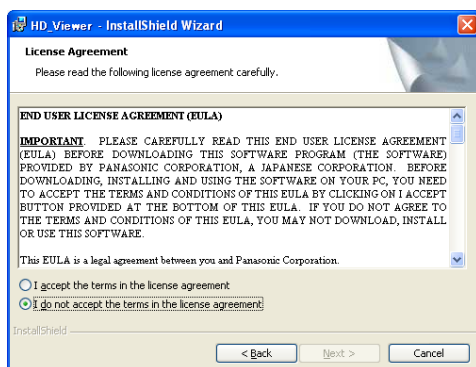 HD_Viewer - InstallShield Wizard
License Agreement
Please read the following license agreement carefully.
END USER LICENSE AGREEMENT (EULA)
IMPORTANT. PLEASE CAREFULLY READ THIS END USER LICENSE AGREEMENT
(EULA) BEFORE DOWNLOADING THIS SOFTWARE PROGRAM (THE SOFTWARE)
PROVIDED BY PANASONIC CORPORATION, A JAPANESE CORPORATION. BEFORE
DOWNLOADING, INSTALLING AND USING THE SOFTWARE ON YOUR PC, YOU NEED
TO ACCEPT THE TERMS AND CONDITIONS OF THIS EULA BY CLICKING ON I ACCEPT
BUTTON PROVIDED AT THE BOTTOM OF THIS EULA. IF YOU DO NOT AGREE TO
THE TERMS AND CONDITIONS OF THIS EULA, YOU MAY NOT DOWNLOAD, INSTALL
OR USE THIS SOFTWARE.
This EULA is a legal agreement between you and Panasonic Corporation.
I accept the terms in the license agreement
I do not accept the terms in the license agreement
InstallShield
< Back
Next >
Cancel